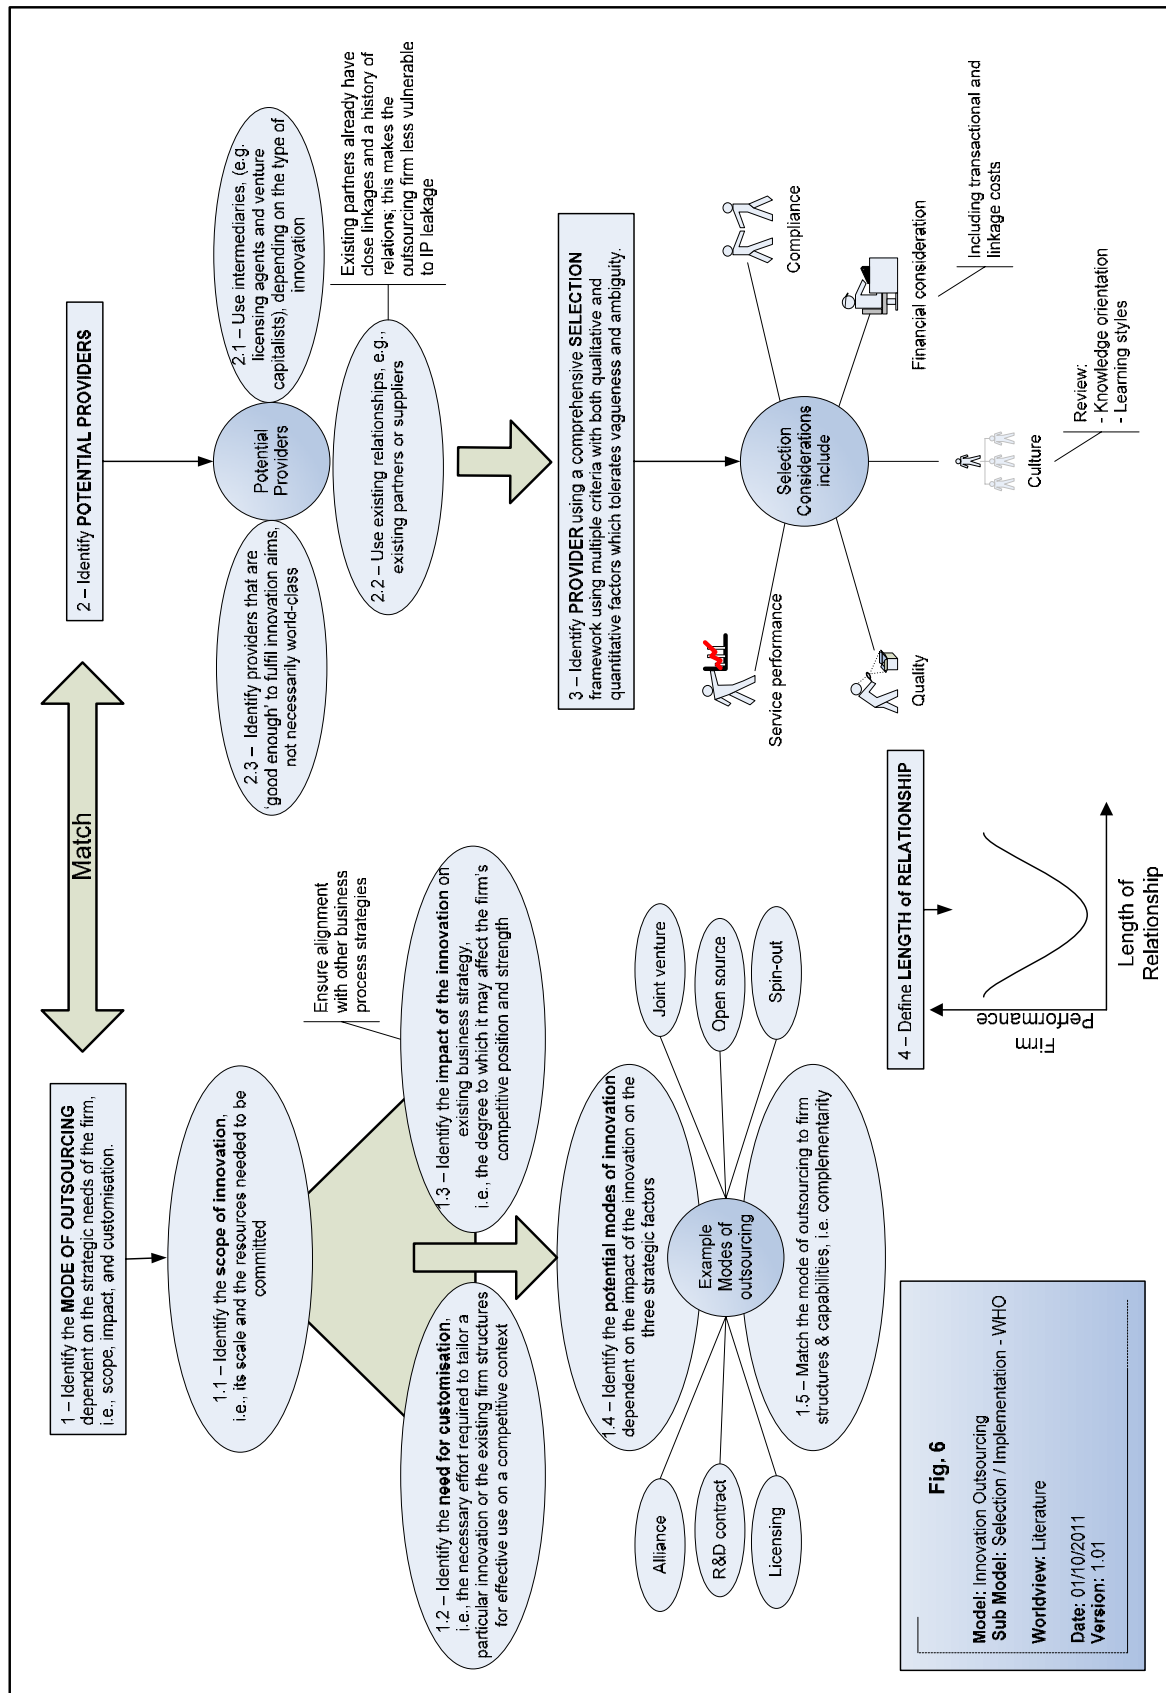 1 – Identify the MODE OF OUTSOURCING
dependent on the strategic needs of the firm,
i.e., scope, impact, and customisation.
Match
2 – Identify POTENTIAL PROVIDERS
1.1 – Identify the scope of innovation,
i.e., its scale and the resources needed to be
committed
1.2 – Identify the need for customisation,
i.e., the necessary effort required to tailor a
particular innovation or the existing firm structures
for effective use on a competitive context
Ensure alignment
with other business
process strategies
1.3 – Identify the impact of the innovation on
existing business strategy,
i.e., the degree to which it may affect the firm's
competitive position and strength
1.4 – Identify the potential modes of innovation
dependent on the impact of the innovation on the
three strategic factors
Example
Modes of
outsourcing
1.5 – Match the mode of outsourcing to firm
structures & capabilities, i.e. complementarity
Alliance
R&D contract
Licensing
Joint venture
Open source
Spin-out
2.3 – Identify providers that are
'good enough' to fulfil innovation aims,
not necessarily world-class
Potential
Providers
2.1 – Use intermediaries, (e.g.
licensing agents and venture
capitalists), depending on the type of
innovation
2.2 – Use existing relationships, e.g.,
existing partners or suppliers
Existing partners already have
close linkages and a history of
relations; this makes the
outsourcing firm less vulnerable
to IP leakage
3 – Identify PROVIDER using a comprehensive SELECTION
framework using multiple criteria with both qualitative and
quantitative factors which tolerates vagueness and ambiguity.
Service performance
Compliance
Selection
Considerations
include
Quality
Culture
Financial consideration
Including transactional and
linkage costs
Review:
- Knowledge orientation
- Learning styles
4 – Define LENGTH of RELATIONSHIP
Firm
Performance
Length of
Relationship
Fig. 6
Model: Innovation Outsourcing
Sub Model: Selection / Implementation - WHO
Worldview: Literature
Date: 01/10/2011
Version: 1.01